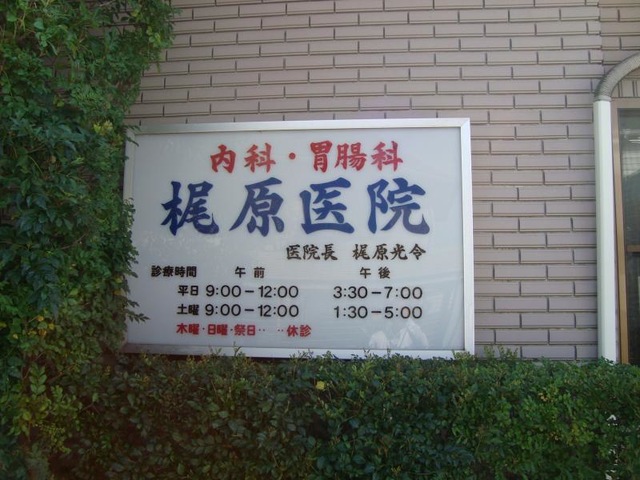 内科・胃腸科
梶原医院
医院長 梶原光令
診療時間 午前 午後
平日 9:00-12:00 3:30-7:00
土曜 9:00-12:00 1:30-5:00
木曜・日曜・祭日‥‥休診